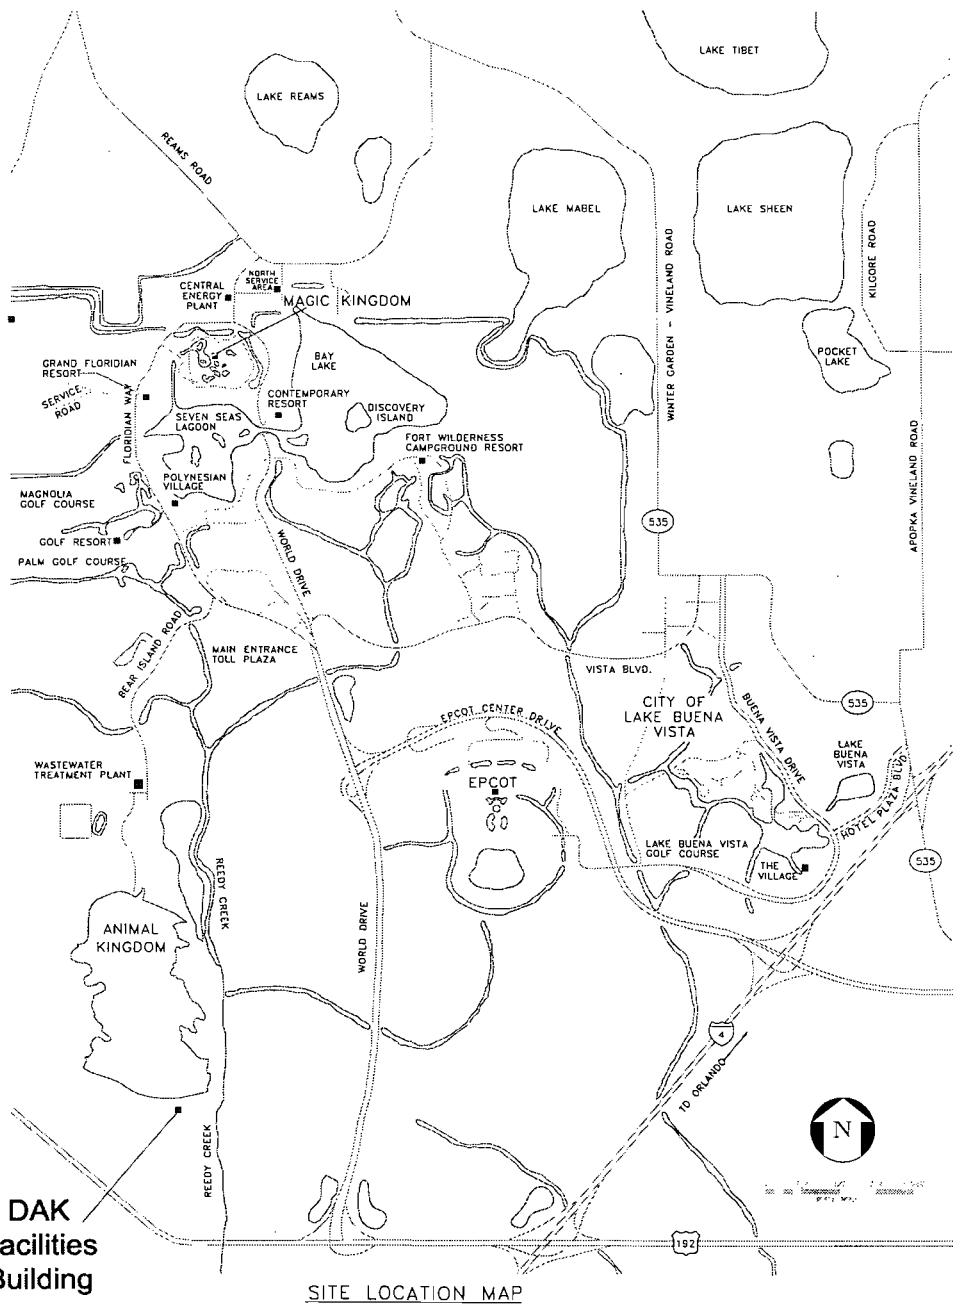 LAKE TIBET
LAKE REAMS
REAMS ROAD
LAKE MABEL
LAKE SHEEN
KILGORE ROAD
WINTER GARDEN - VINELAND ROAD
NORTH
SERVICE
AREA
CENTRAL
ENERGY
PLANT
MAGIC KINGDOM
POCKET
LAKE
GRAND FLORIDIAN
RESORT
SERVICE
ROAD
FLORIDIAN WAY
BAY
LAKE
CONTEMPORARY
RESORT
DISCOVERY
ISLAND
SEVEN SEAS
LAGOON
FORT WILDERNESS
CAMPGROUND RESORT
APOPKA VINELAND ROAD
POLYNESIAN
VILLAGE
MAGNOLIA
GOLF COURSE
535
GOLF RESORT
PALM GOLF COURSE
WORLD DRIVE
BEAR ISLAND ROAD
MAIN ENTRANCE
TOLL PLAZA
VISTA BLVD.
CITY OF
LAKE BUENA
VISTA
BUENA VISTA DRIVE
535
EPCOT CENTER DRIVE
LAKE
BUENA
VISTA
WASTEWATER
TREATMENT PLANT
EPCOT
HOTEL PLAZA BLVD
LAKE BUENA VISTA
GOLF COURSE
THE
VILLAGE
535
REEDY CREEK
ANIMAL
KINGDOM
WORLD DRIVE
4
TO ORLANDO
N
REEDY CREEK
DAK
acilities
Building
192
SITE LOCATION MAP